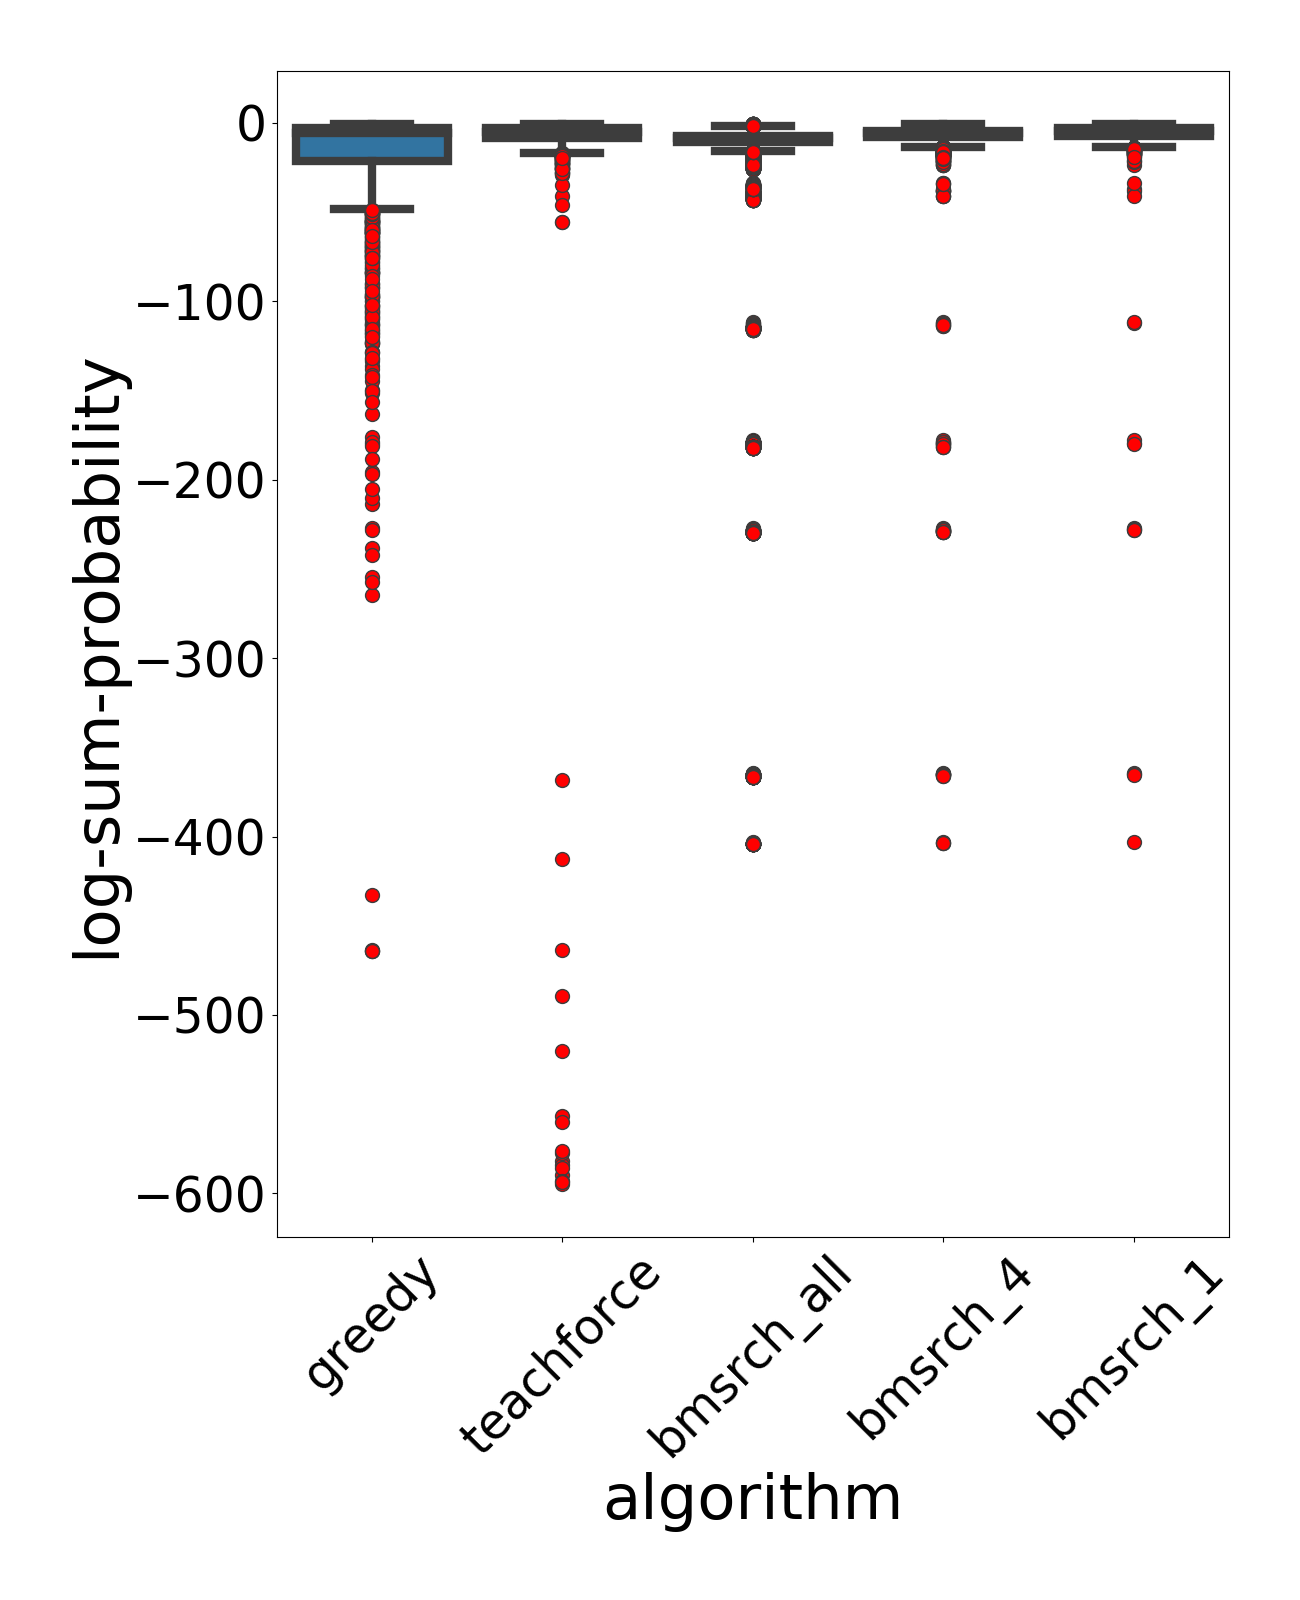 log-sum-probability
0
−100
−200
−300
−400
−500
−600
greedy
teachforce
bmsrch_all
bmsrch_4
bmsrch_1
algorithm